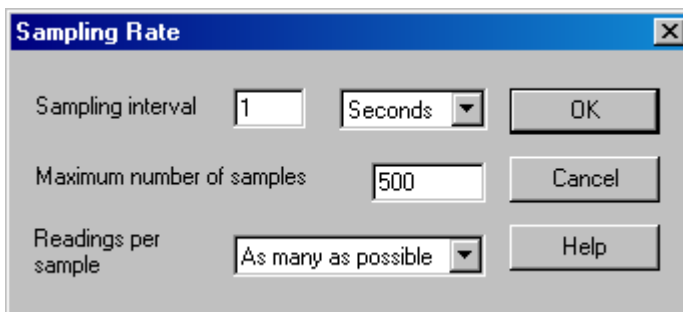 Sampling Rate
Sampling interval 1 Seconds OK
Maximum number of samples 500 Cancel
Readings per
sample As many as possible Help